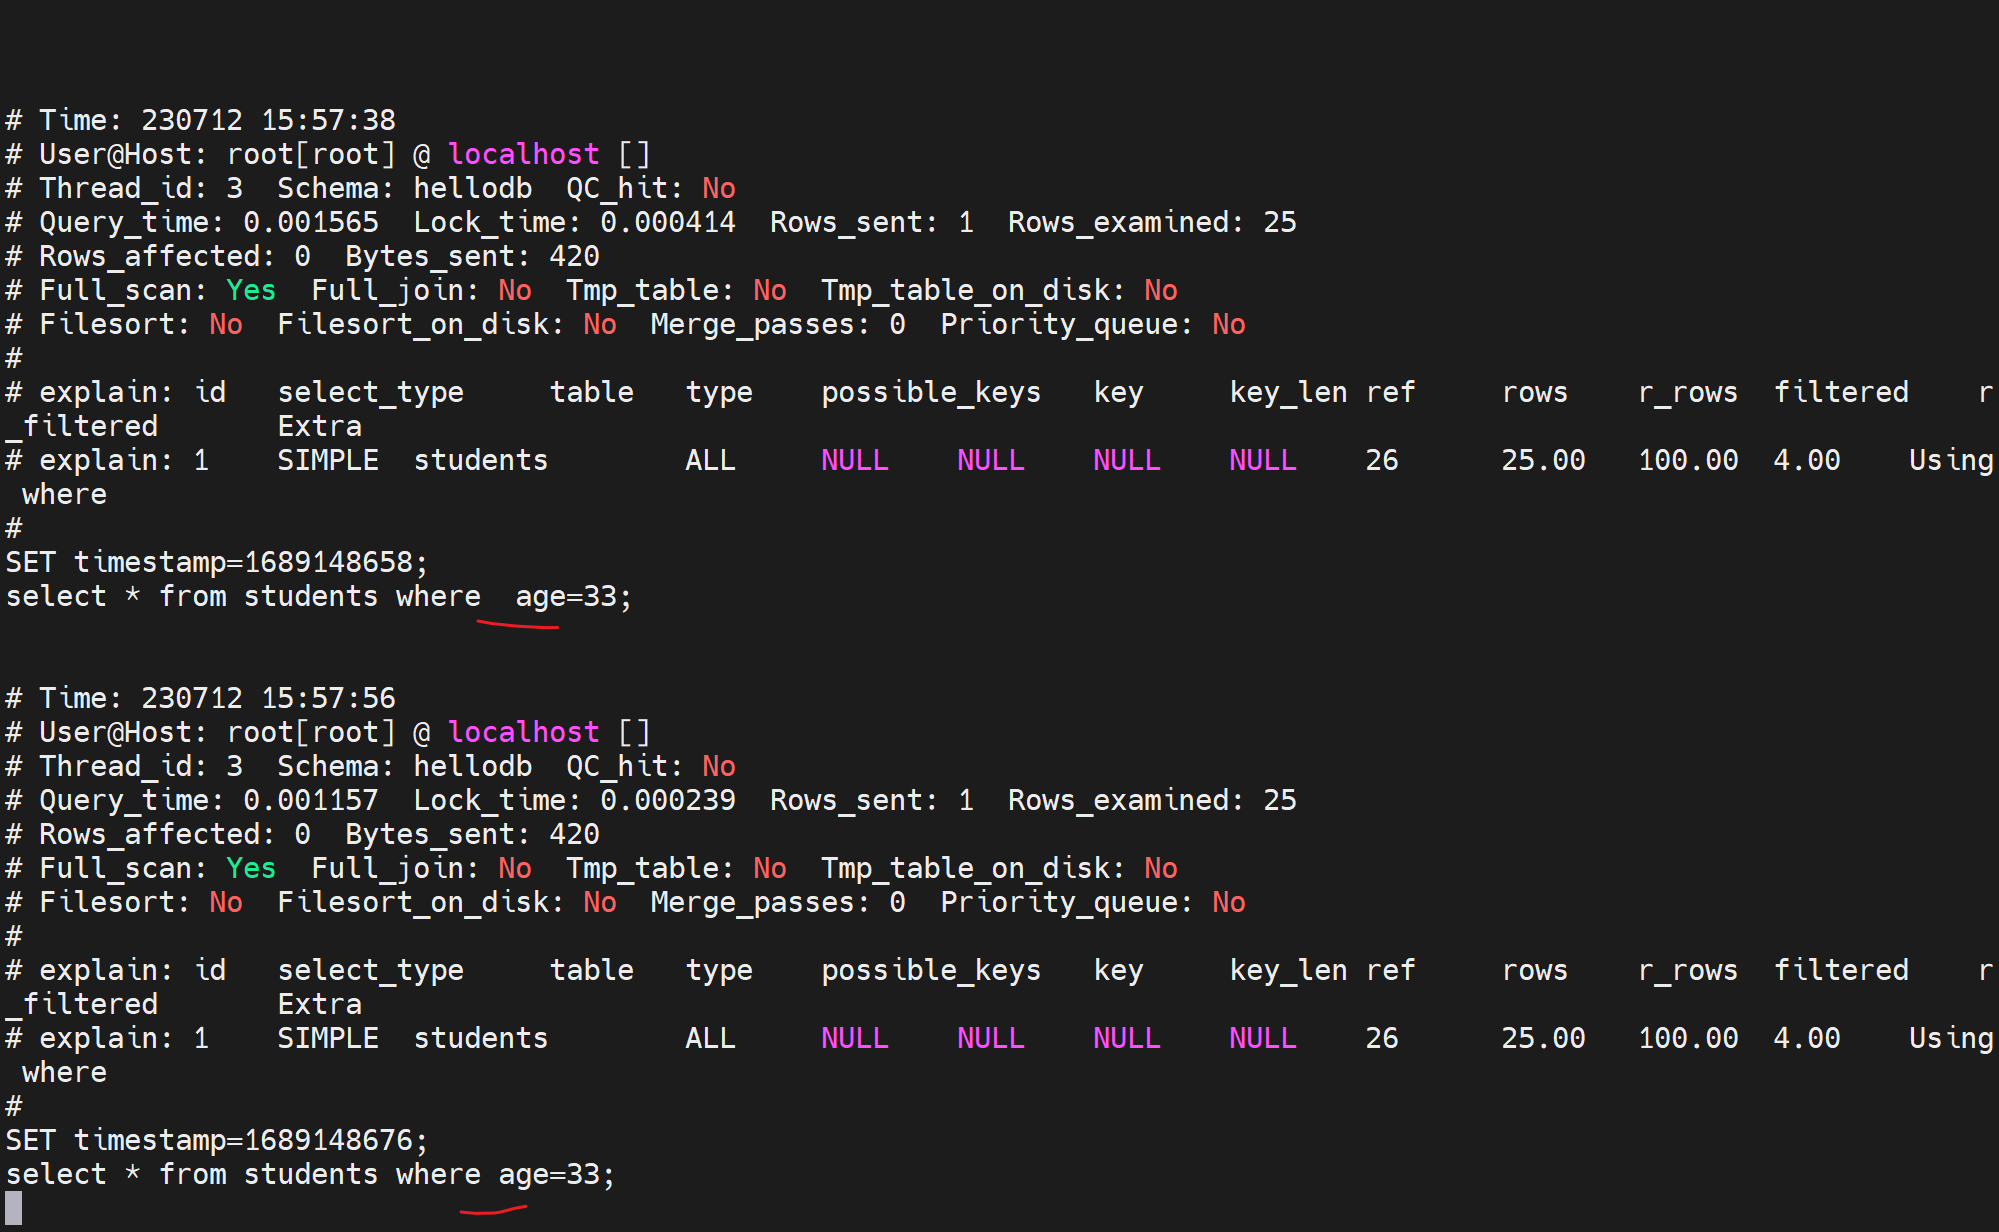 # Time: 230712 15:57:38
# User@Host: root[root] @ localhost []
# Thread_id: 3  Schema: hellodb  QC_hit: No
# Query_time: 0.001565  Lock_time: 0.000414  Rows_sent: 1  Rows_examined: 25
# Rows_affected: 0  Bytes_sent: 420
# Full_scan: Yes  Full_join: No  Tmp_table: No  Tmp_table_on_disk: No
# Filesort: No  Filesort_on_disk: No  Merge_passes: 0  Priority_queue: No
#
# explain: id   select_type     table   type    possible_keys   key     key_len ref     rows    r_rows  filtered    r
_filtered       Extra
# explain: 1    SIMPLE  students        ALL     NULL    NULL    NULL    NULL    26      25.00   100.00  4.00    Using
 where
#
SET timestamp=1689148658;
select * from students where  age=33;
# Time: 230712 15:57:56
# User@Host: root[root] @ localhost []
# Thread_id: 3  Schema: hellodb  QC_hit: No
# Query_time: 0.001157  Lock_time: 0.000239  Rows_sent: 1  Rows_examined: 25
# Rows_affected: 0  Bytes_sent: 420
# Full_scan: Yes  Full_join: No  Tmp_table: No  Tmp_table_on_disk: No
# Filesort: No  Filesort_on_disk: No  Merge_passes: 0  Priority_queue: No
#
# explain: id   select_type     table   type    possible_keys   key     key_len ref     rows    r_rows  filtered    r
_filtered       Extra
# explain: 1    SIMPLE  students        ALL     NULL    NULL    NULL    NULL    26      25.00   100.00  4.00    Using
 where
#
SET timestamp=1689148676;
select * from students where age=33;